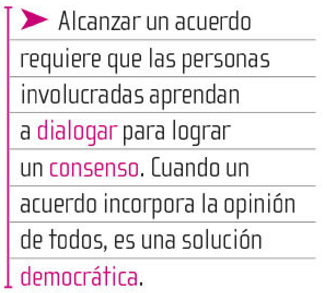 Alcanzar un acuerdo
requiere que las personas
involucradas aprendan
a dialogar para lograr
un consenso. Cuando un
acuerdo incorpora la opinión
de todos, es una solución
democrática.